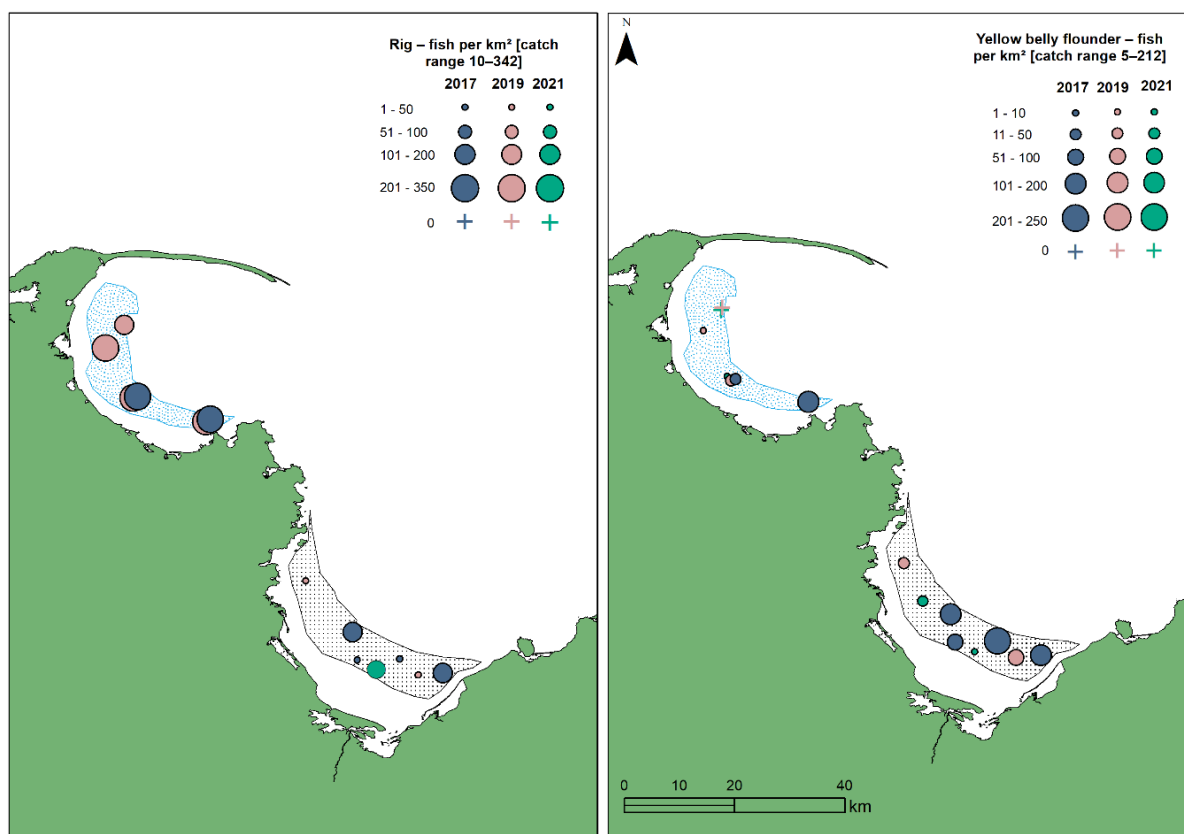 Rig – fish per km² [catch
range 10–342]
2017 2019 2021
1 - 50
51 - 100
101 - 200
201 - 350
0
N
Yellow belly flounder – fish
per km² [catch range 5–212]
2017 2019 2021
1 - 10
11 - 50
51 - 100
101 - 200
201 - 250
0
0 10 20 40
km